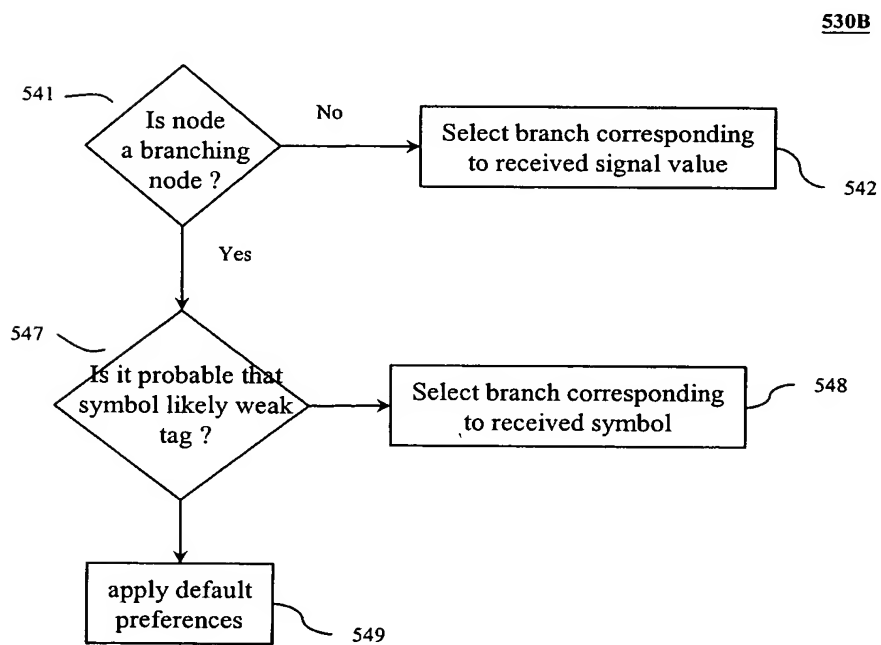 530B
541
Is node
a branching
node ?
No
Select branch corresponding
to received signal value
542
Yes
547
Is it probable that
symbol likely weak
tag ?
Select branch corresponding
to received symbol
548
apply default
preferences
549